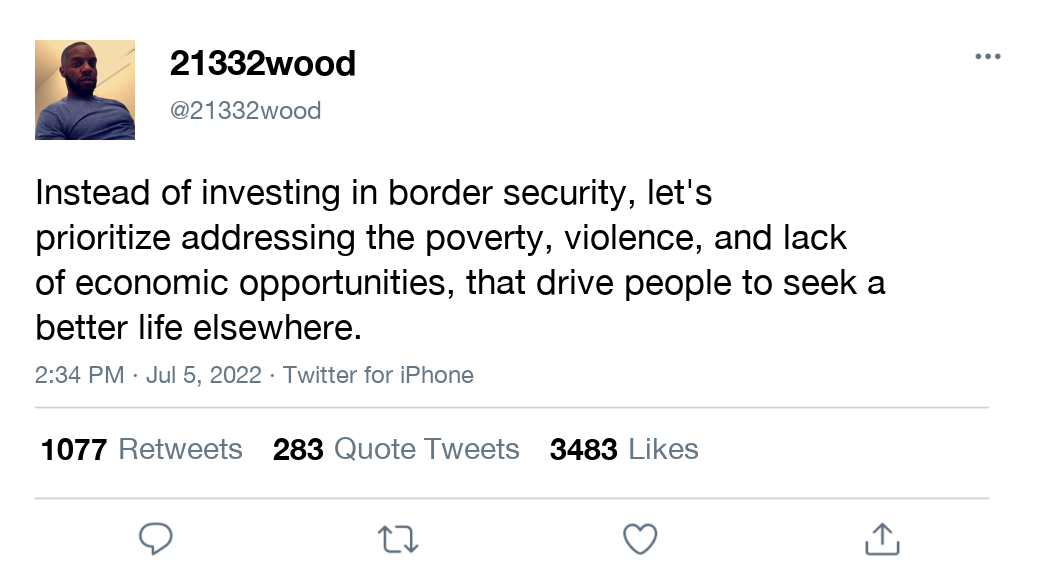 21332wood
@21332wood
Instead of investing in border security, let's
prioritize addressing the poverty, violence, and lack
of economic opportunities, that drive people to seek a
better life elsewhere.
2:34 PM · Jul 5, 2022 · Twitter for iPhone
1077 Retweets 283 Quote Tweets 3483 Likes